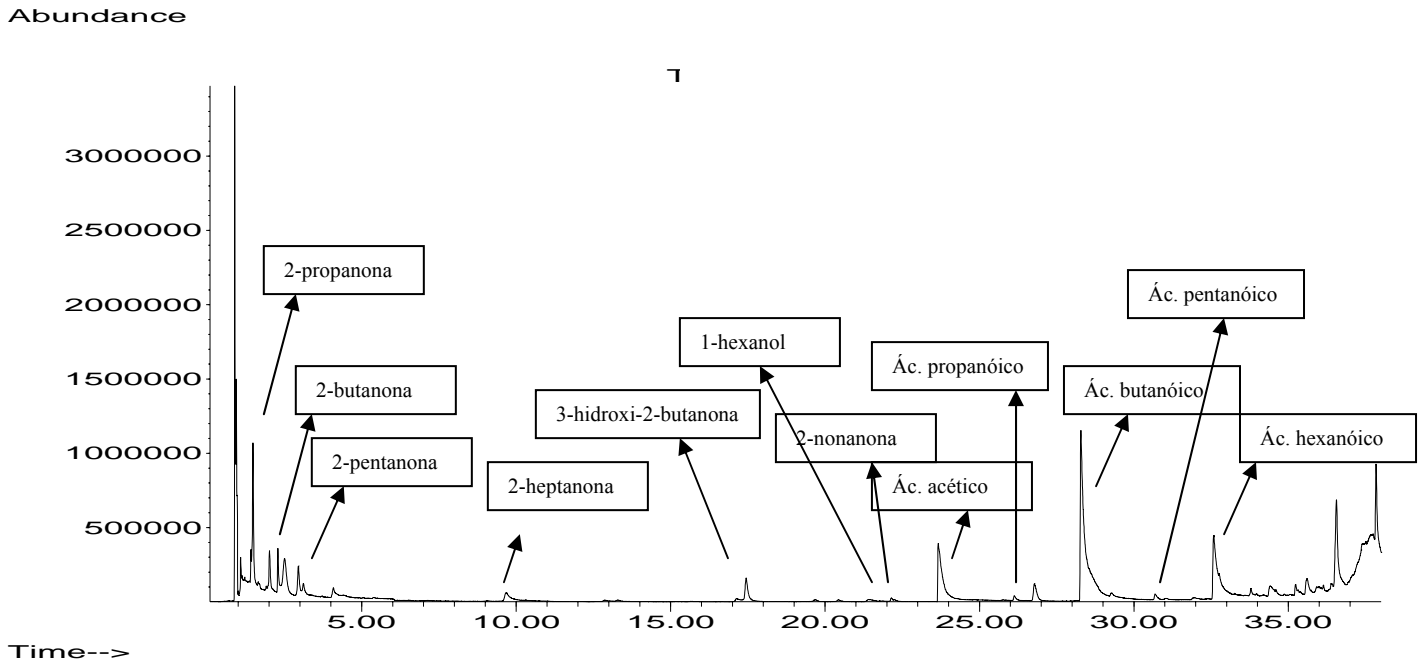 Abundance
3000000
2500000
2000000
1500000
1000000
500000
2-propanona
2-butanona
2-pentanona
2-heptanona
3-hidroxi-2-butanona
1-hexanol
2-nonanona
Ác. acético
Ác. propanóico
Ác. butanóico
Ác. pentanóico
Ác. hexanóico
5.00 10.00 15.00 20.00 25.00 30.00 35.00
Time-->